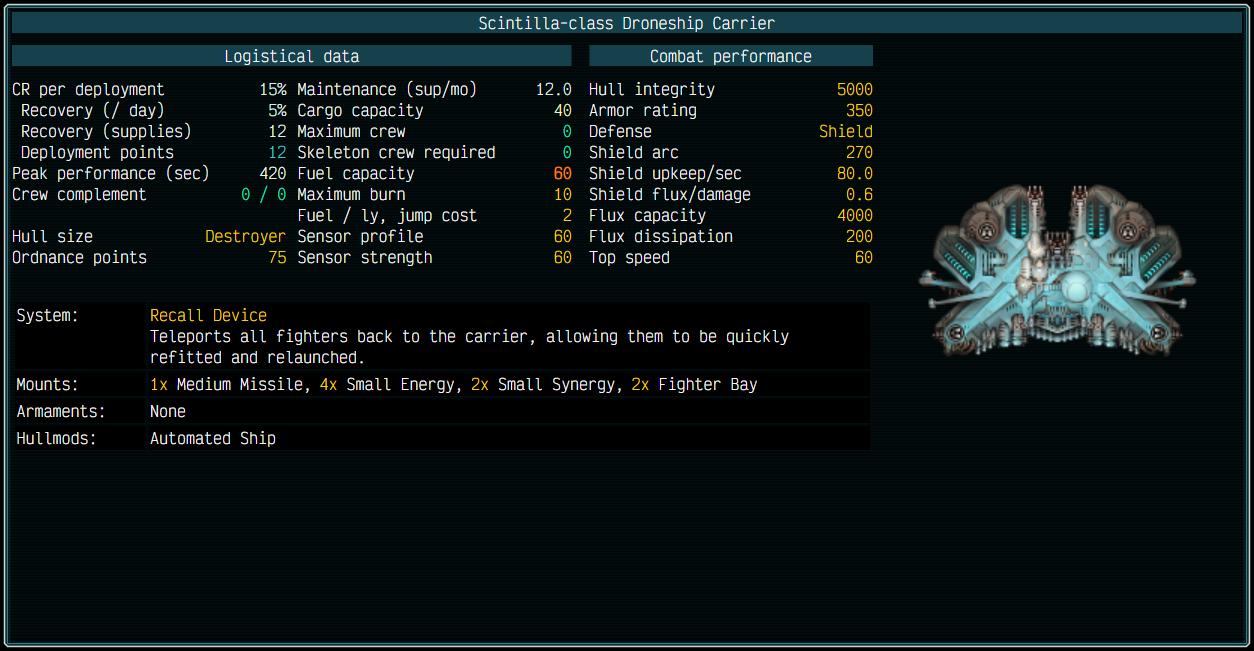 Scintilla-class Droneship Carrier
Logistical data
CR per deployment 15% Maintenance (sup/mo) 12.0
Recovery (/ day) 5% Cargo capacity 40
Recovery (supplies) 12 Maximum crew 0
Deployment points 12 Skeleton crew required 0
Peak performance (sec) 420 Fuel capacity 60
Crew complement 0 / 0 Maximum burn 10
Fuel / ly, jump cost 2
Hull size Destroyer Sensor profile 60
Ordnance points 75 Sensor strength 60
Combat performance
Hull integrity 5000
Armor rating 350
Defense Shield
Shield arc 270
Shield upkeep/sec 80.0
Shield flux/damage 0.6
Flux capacity 4000
Flux dissipation 200
Top speed 60
System: Recall Device
Teleports all fighters back to the carrier, allowing them to be quickly
refitted and relaunched.
Mounts: 1x Medium Missile, 4x Small Energy, 2x Small Synergy, 2x Fighter Bay
Armaments: None
Hullmods: Automated Ship